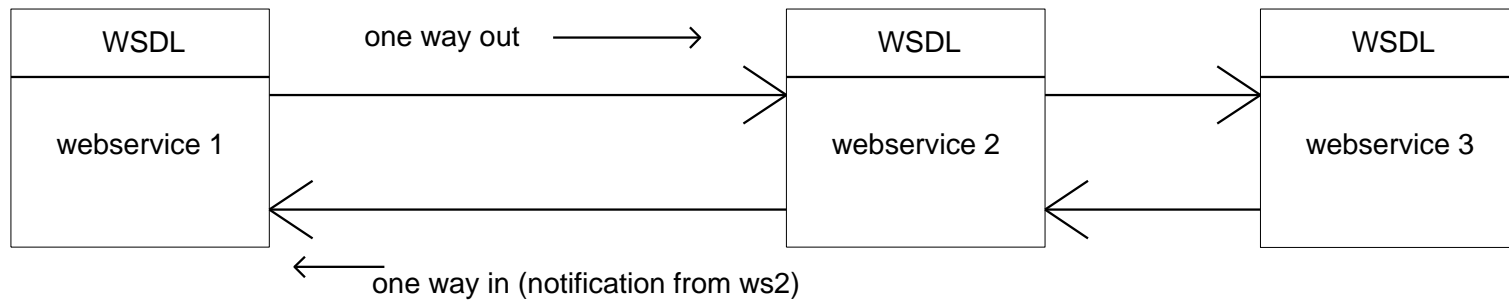 WSDL
one way out
WSDL
WSDL
webservice 1
webservice 2
webservice 3
one way in (notification from ws2)